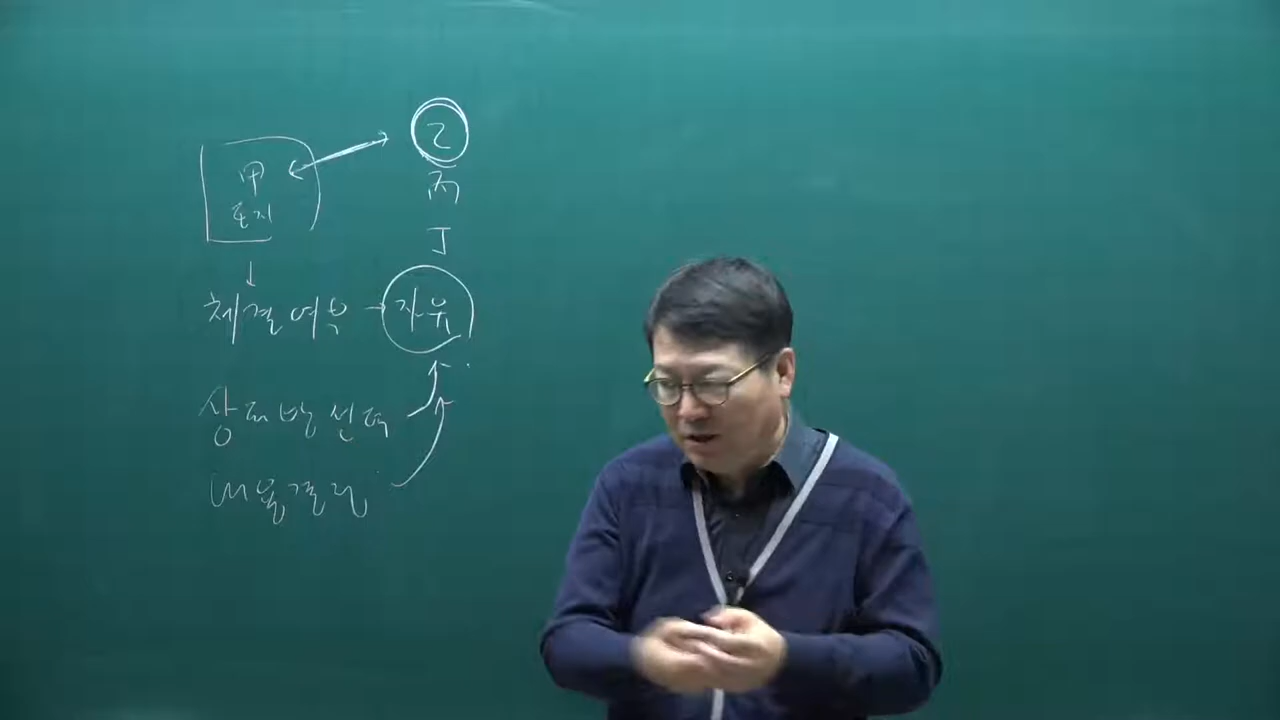 甲 乙
토지 丙
丁
체결여부 → 자유
상대방선택
내용결정